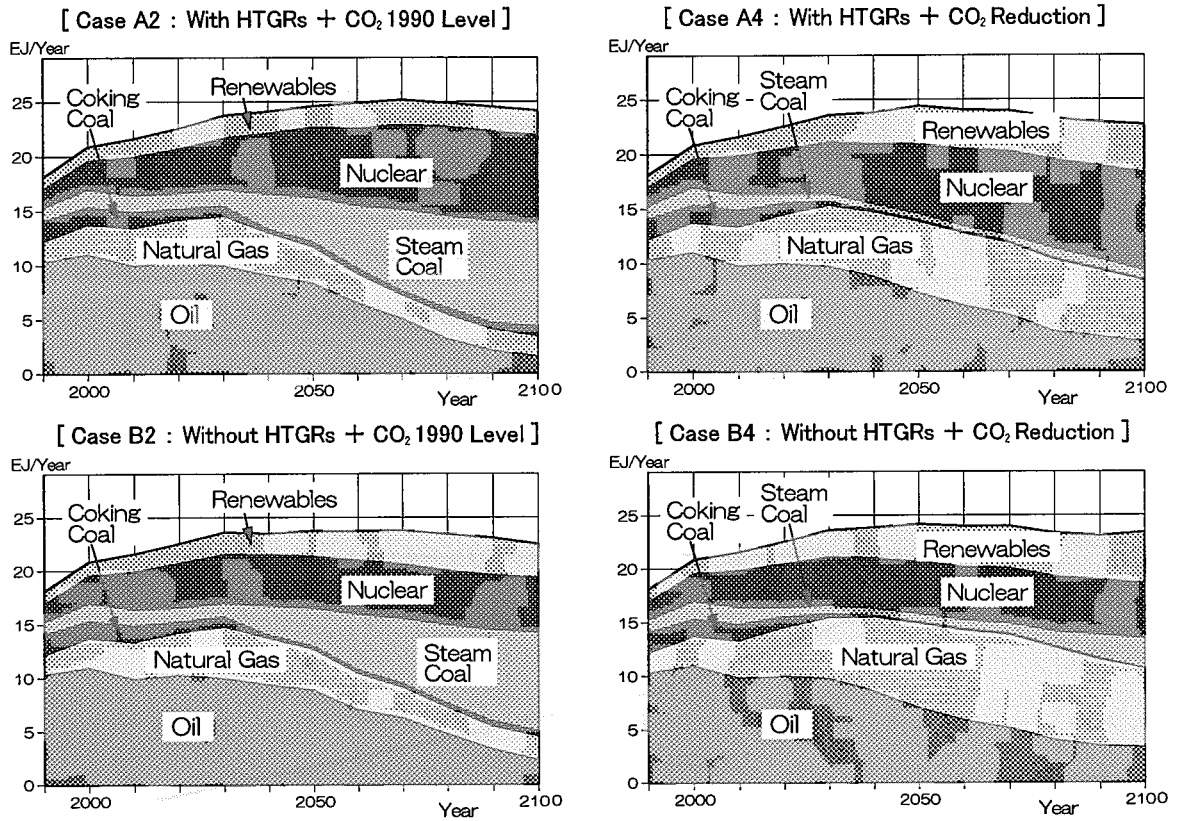 [ Case A2 : With HTGRs + CO₂ 1990 Level ]
EJ/Year
25
20
15
10
5
0
Coking
Coal
Renewables
Nuclear
Natural Gas
Steam
Coal
Oil
2000
2050
2100
Year
[ Case A4 : With HTGRs + CO₂ Reduction ]
EJ/Year
25
20
15
10
5
0
Coking
Coal
Steam
Coal
Renewables
Nuclear
Natural Gas
Oil
2000
2050
2100
Year
[ Case B2 : Without HTGRs + CO₂ 1990 Level ]
EJ/Year
25
20
15
10
5
0
Coking
Coal
Renewables
Nuclear
Natural Gas
Steam
Coal
Oil
2000
2050
2100
Year
[ Case B4 : Without HTGRs + CO₂ Reduction ]
EJ/Year
25
20
15
10
5
0
Coking
Coal
Steam
Coal
Renewables
Nuclear
Natural Gas
Oil
2000
2050
2100
Year